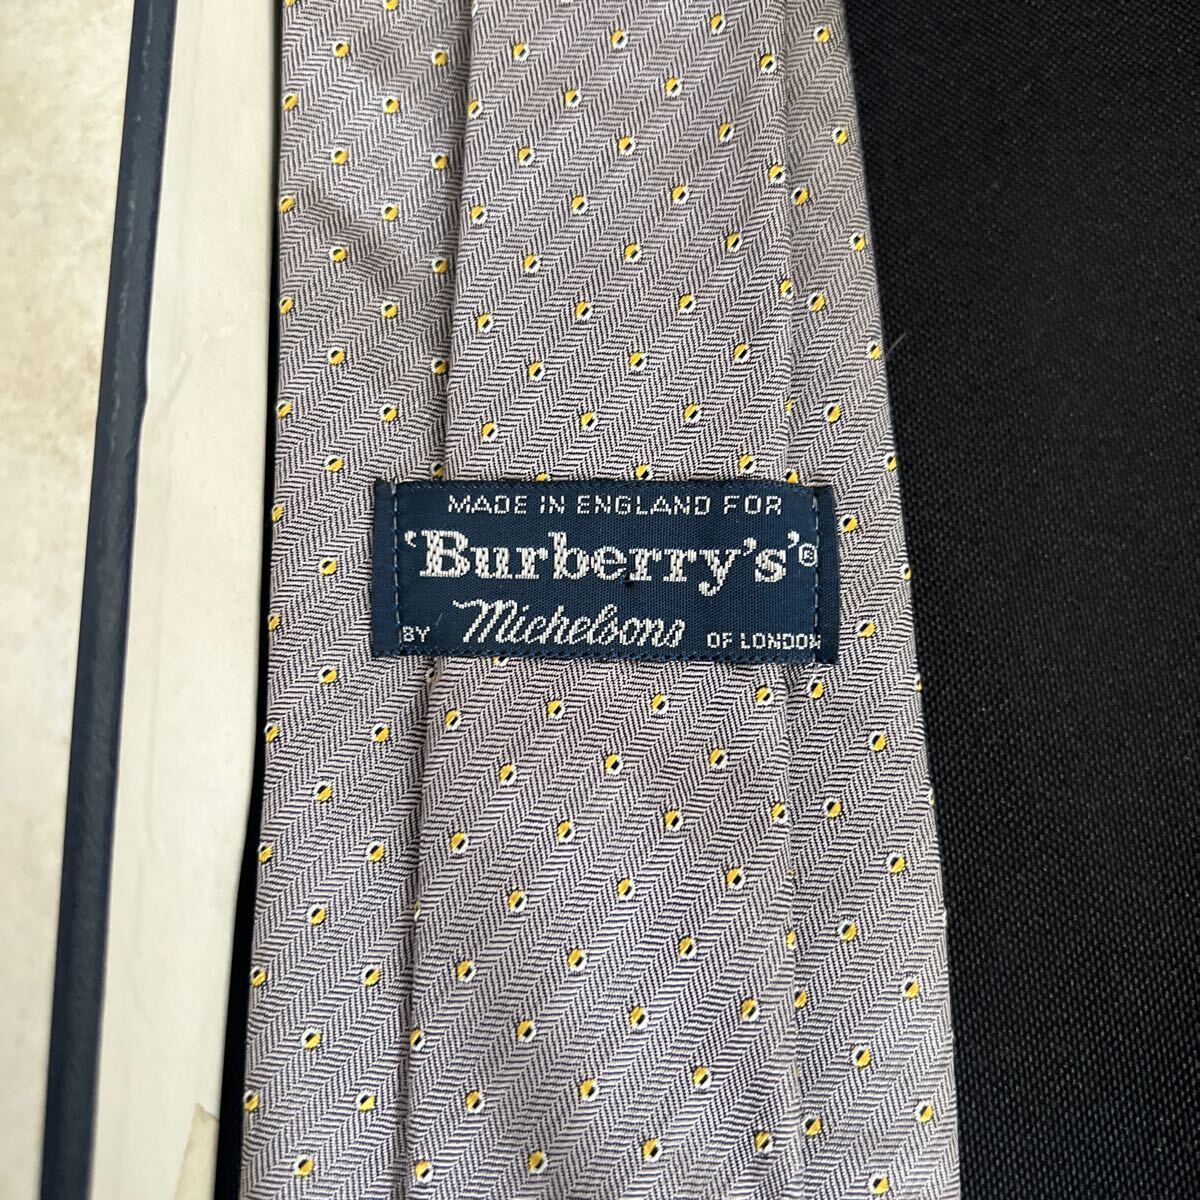 MADE IN ENGLAND FOR
‘Burberry's’®
BY Michelsons OF LONDON